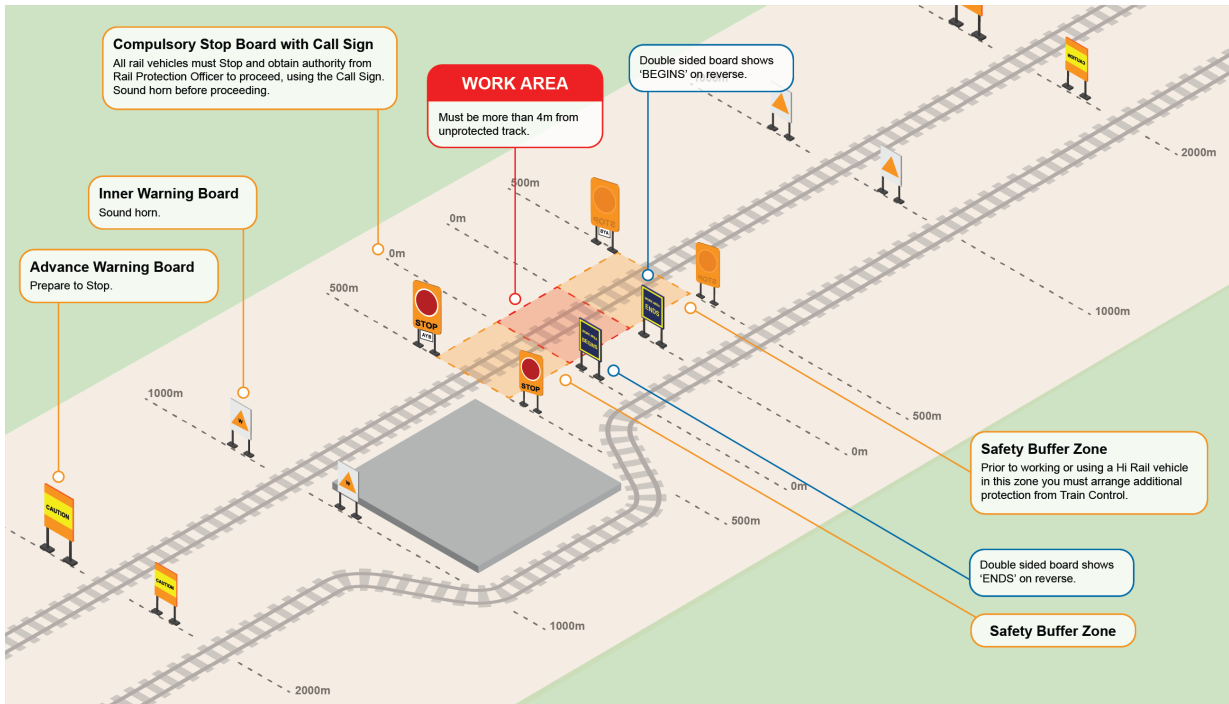 Compulsory Stop Board with Call Sign
All rail vehicles must Stop and obtain authority from
Rail Protection Officer to proceed, using the Call Sign.
Sound horn before proceeding.
WORK AREA
Must be more than 4m from
unprotected track.
Double sided board shows
‘BEGINS’ on reverse.
Inner Warning Board
Sound horn.
Advance Warning Board
Prepare to Stop.
CAUTION
2000m
500m
STOP
0m
0m
500m
STOP
ENDS
1000m
STOP
BEGINS
STOP
1000m
W
500m
0m
0m
Safety Buffer Zone
Prior to working or using a Hi Rail vehicle
in this zone you must arrange additional
protection from Train Control.
W
CAUTION
500m
Double sided board shows
‘ENDS’ on reverse.
CAUTION
1000m
Safety Buffer Zone
2000m